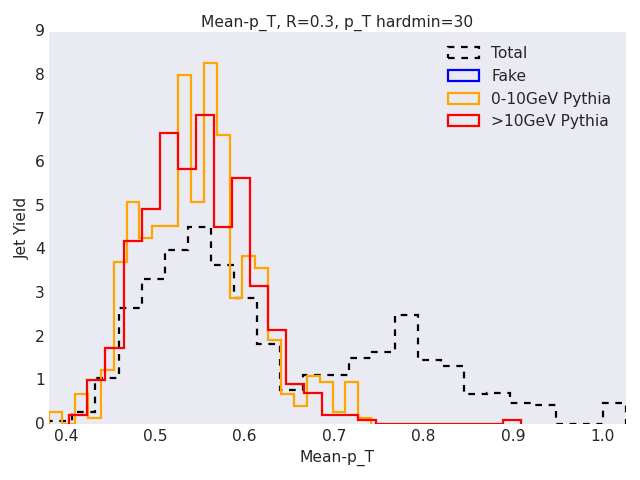 Mean-p_T, R=0.3, p_T hardmin=30
9
8
7
6
5
4
3
2
1
0
Jet Yield
Total
Fake
0-10GeV Pythia
>10GeV Pythia
0.4 0.5 0.6 0.7 0.8 0.9 1.0
Mean-p_T